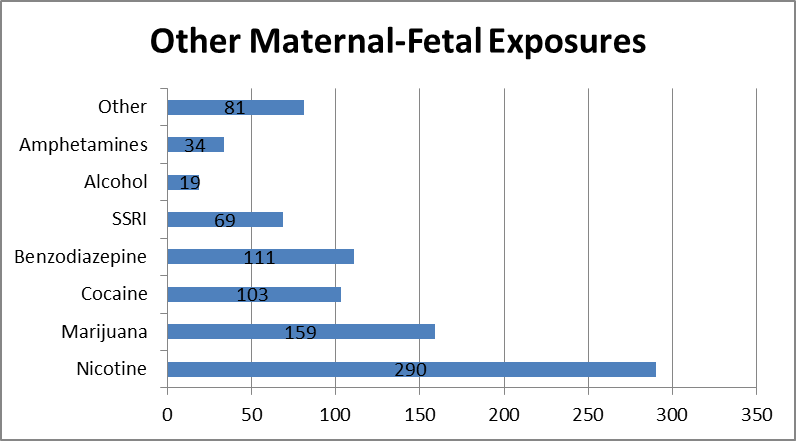 Other Maternal-Fetal Exposures
Other 81
Amphetamines 34
Alcohol 19
SSRI 69
Benzodiazepine 111
Cocaine 103
Marijuana 159
Nicotine 290
0 50 100 150 200 250 300 350